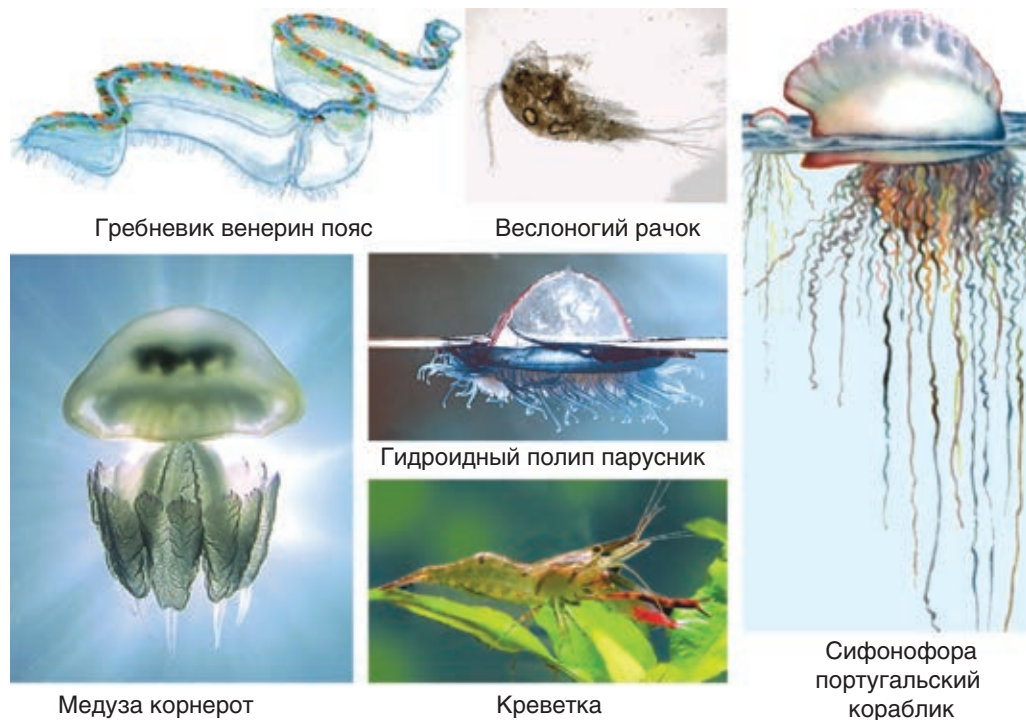 Гребневик венерин пояс
Веслоногий рачок
Гидроидный полип парусник
Медуза корнерот
Креветка
Сифонофора
португальский
кораблик